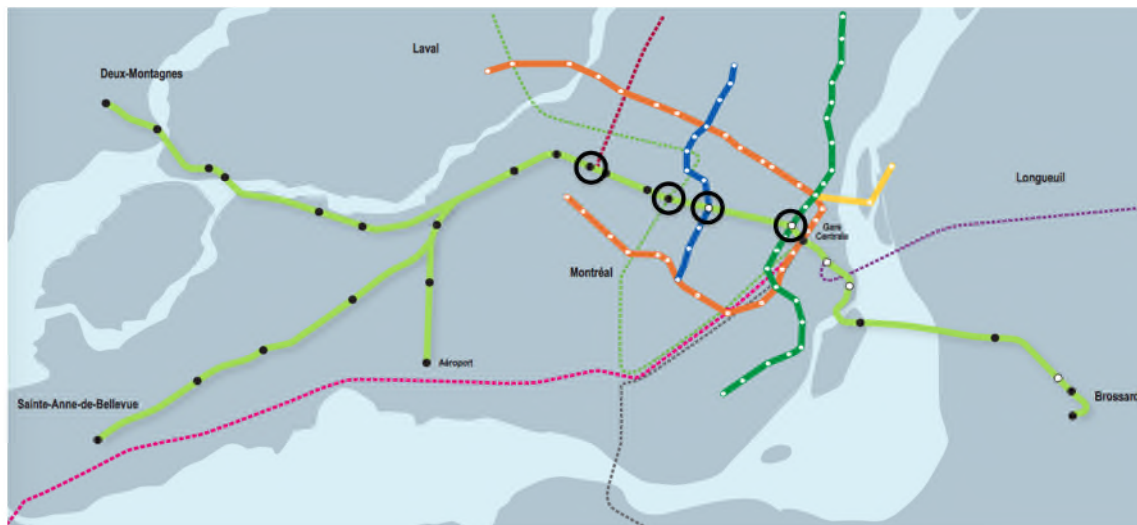 Laval
Deux-Montagnes
Longueuil
Gare
Centrale
Montréal
Aéroport
Sainte-Anne-de-Bellevue
Brossard